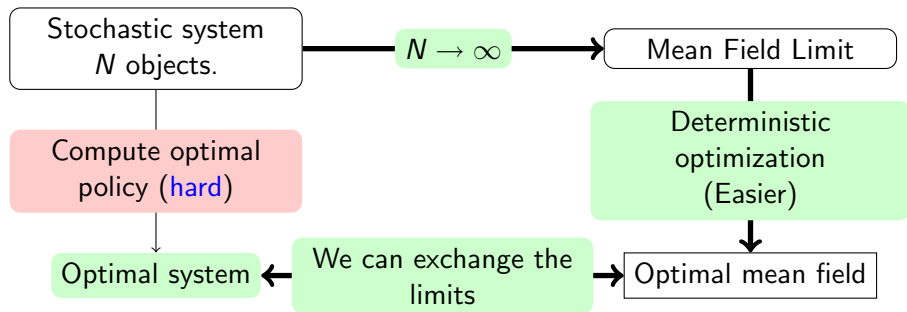 Stochastic system
N objects.
N → ∞
Mean Field Limit
Compute optimal
policy (hard)
Deterministic
optimization
(Easier)
Optimal system
We can exchange the
limits
Optimal mean field